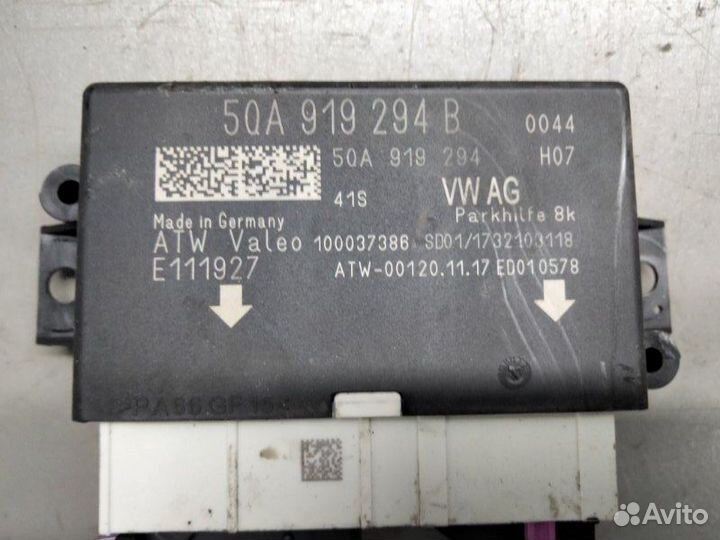 5QA 919 294 B 0044
5QA 919 294 H07
41S VW AG
Parkhilfe 8k
Made in Germany
ATW Valeo 100037386 SD01/1732103118
E111927 ATW-00120.11.17 ED010578
>PA66GF15
Avito